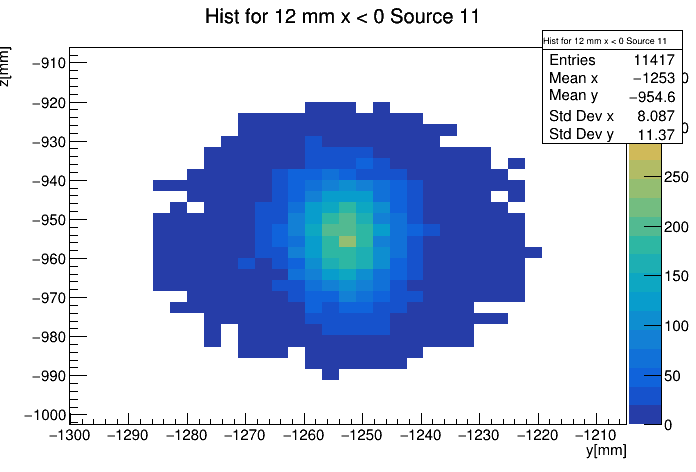 Hist for 12 mm x < 0 Source 11
z[mm]
Hist for 12 mm x < 0 Source 11
Entries 11417
Mean x −1253
Mean y −954.6
Std Dev x 8.087
Std Dev y 11.37
−910
−920
−930
−940
−950
−960
−970
−980
−990
−1000
0
0
250
200
150
100
50
0
−1300 −1290 −1280 −1270 −1260 −1250 −1240 −1230 −1220 −1210
y[mm]